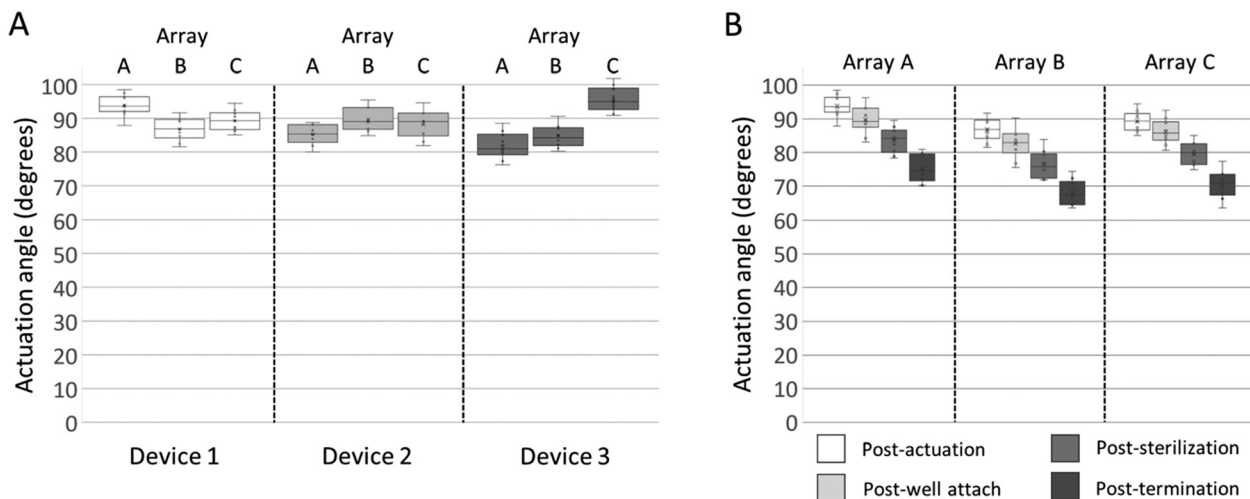 A
B
Array
Array
Array
A B C
A B C
A B C
Array A
Array B
Array C
Actuation angle (degrees)
100
90
80
70
60
50
40
30
20
10
0
Device 1
Device 2
Device 3
Actuation angle (degrees)
100
90
80
70
60
50
40
30
20
10
0
Post-actuation
Post-sterilization
Post-well attach
Post-termination